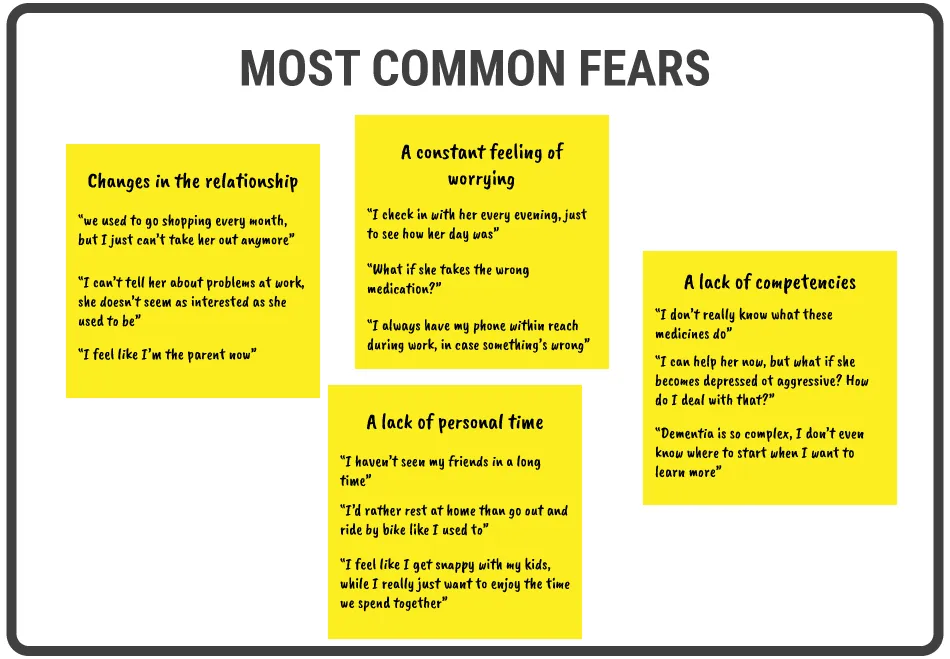 MOST COMMON FEARS
Changes in the relationship
“we used to go shopping every month,
but I just can’t take her out anymore”
“I can’t tell her about problems at work,
she doesn’t seem as interested as she
used to be”
“I feel like I’m the parent now”
A constant feeling of
worrying
“I check in with her every evening, just
to see how her day was”
“What if she takes the wrong
medication?”
“I always have my phone within reach
during work, in case something’s wrong”
A lack of personal time
“I haven’t seen my friends in a long
time”
“I’d rather rest at home than go out and
ride by bike like I used to”
“I feel like I get snappy with my kids,
while I really just want to enjoy the time
we spend together”
A lack of competencies
“I don’t really know what these
medicines do”
“I can help her now, but what if she
becomes depressed ot aggressive? How
do I deal with that?”
“Dementia is so complex, I don’t even
know where to start when I want to
learn more”